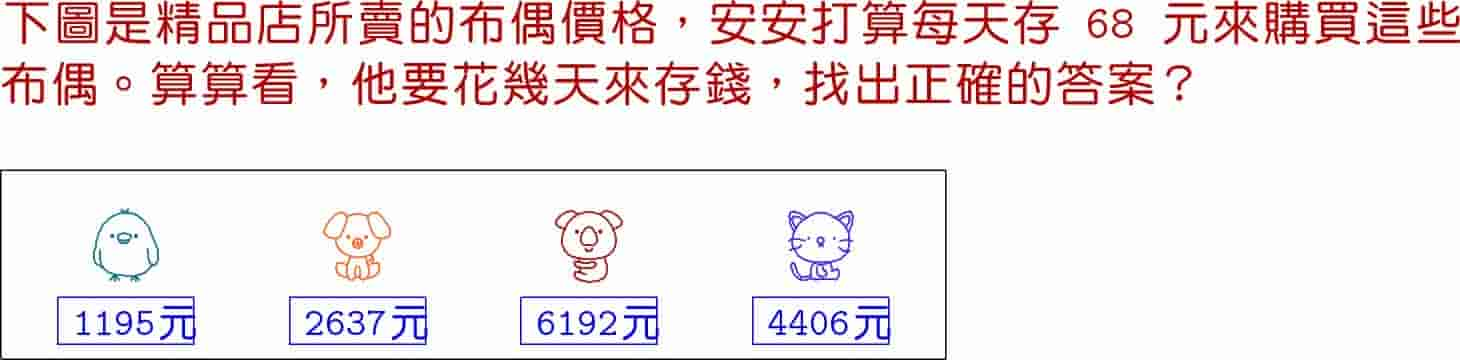 下圖是精品店所賣的布偶價格，安安打算每天存 68 元來購買這些
布偶。算算看，他要花幾天來存錢，找出正確的答案？
1195元 2637元 6192元 4406元